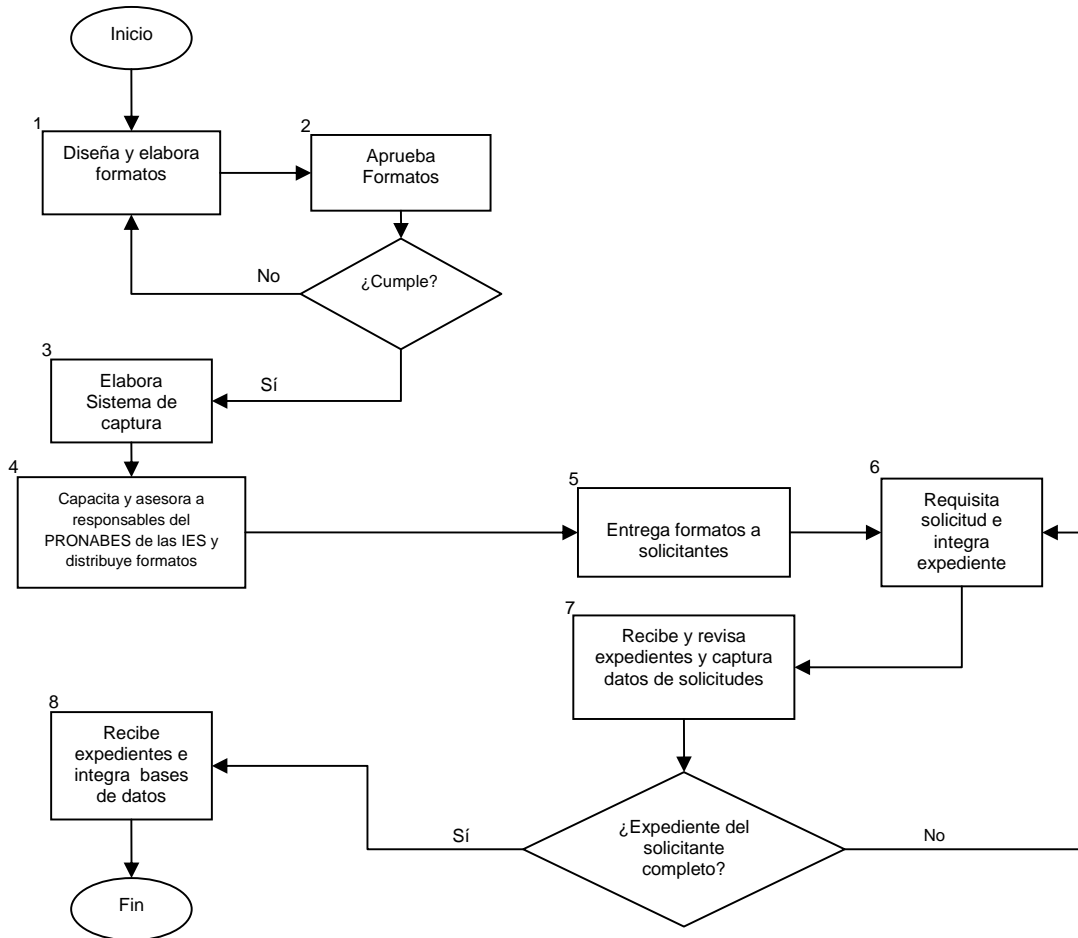 Inicio
1
Diseña y elabora
formatos
2
Aprueba
Formatos
¿Cumple?
No
Sí
3
Elabora
Sistema de
captura
4
Capacita y asesora a
responsables del
PRONABES de las IES y
distribuye formatos
5
Entrega formatos a
solicitantes
6
Requisita
solicitud e
integra
expediente
7
Recibe y revisa
expedientes y captura
datos de solicitudes
¿Expediente del
solicitante
completo?
Sí
No
8
Recibe
expedientes e
integra bases
de datos
Fin